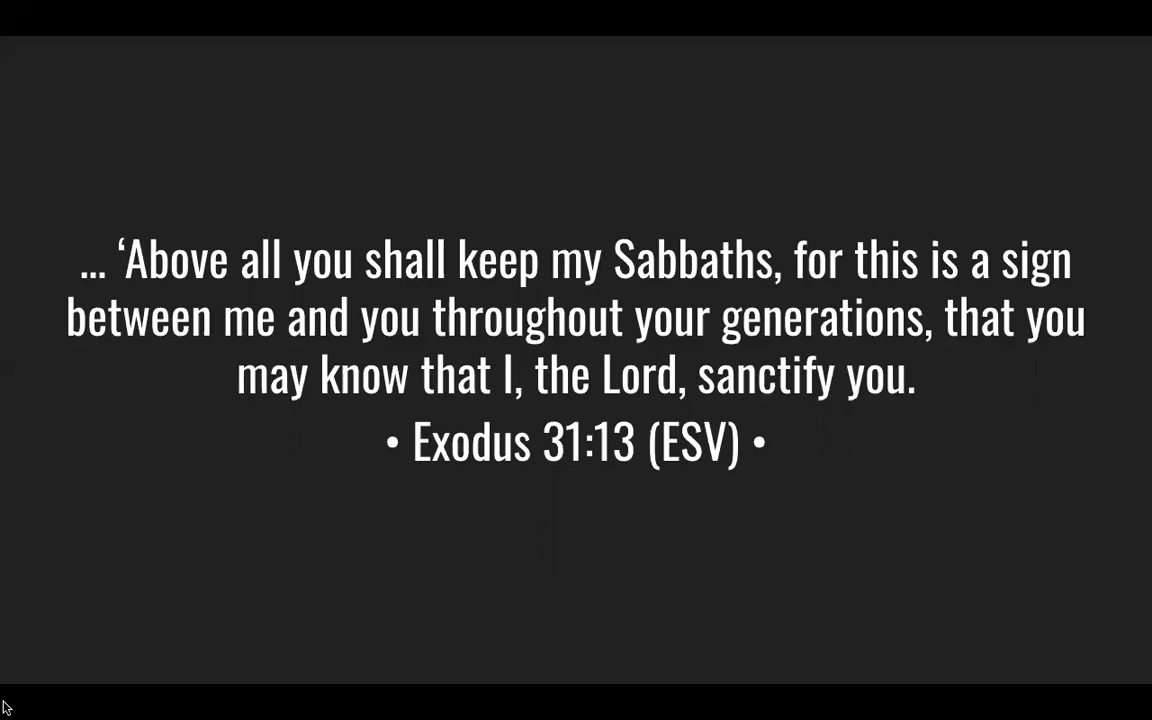 ... ‘Above all you shall keep my Sabbaths, for this is a sign
between me and you throughout your generations, that you
may know that I, the Lord, sanctify you.
• Exodus 31:13 (ESV) •